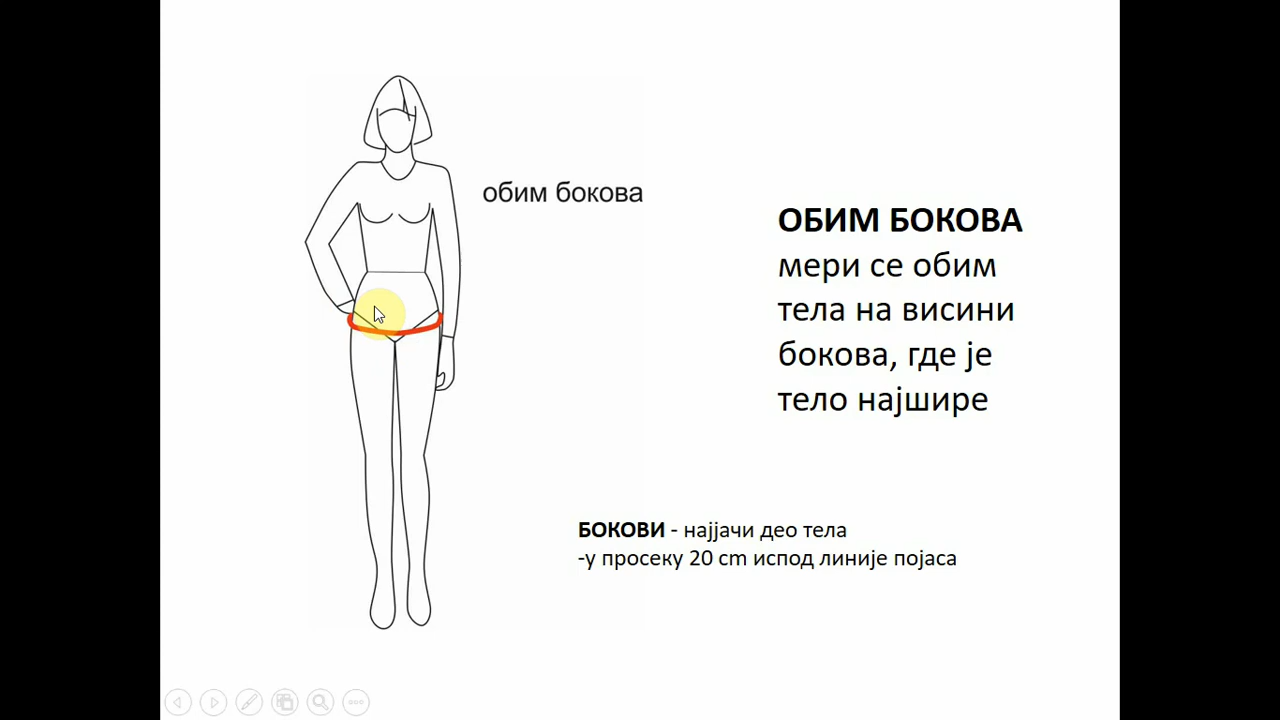 обим бокова
ОБИМ БОКОВА
мери се обим
тела на висини
бокова, где је
тело најшире
БОКОВИ - најјачи део тела
-у просеку 20 cm испод линије појаса